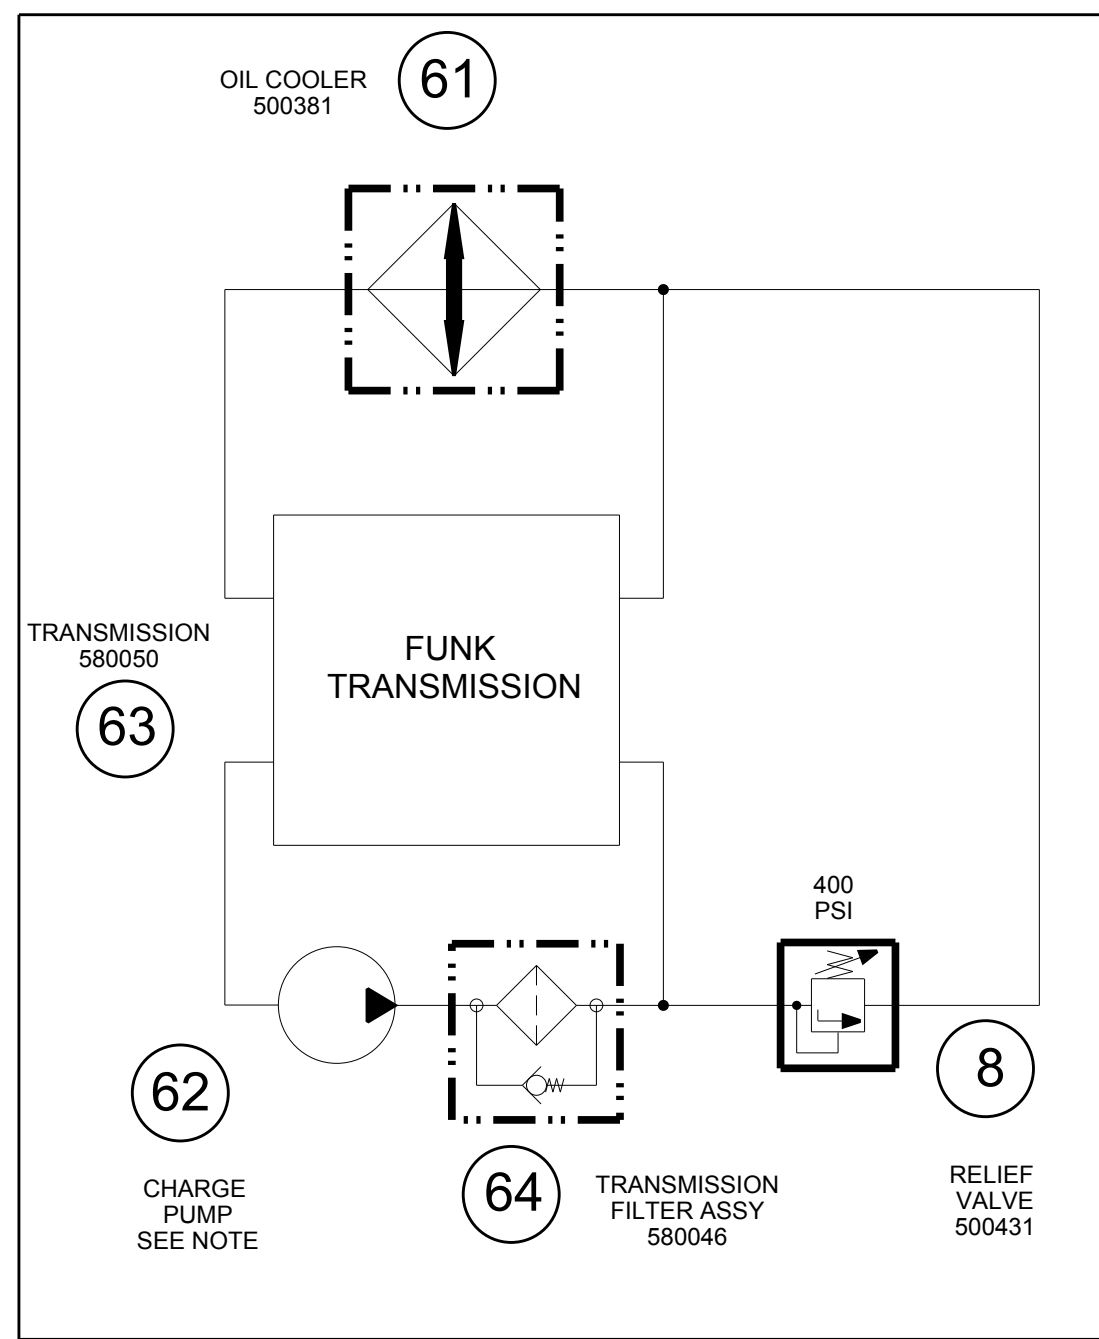 OIL COOLER
500381
61
FUNK
TRANSMISSION
TRANSMISSION
580050
63
400
PSI
62
CHARGE
PUMP
SEE NOTE
64
TRANSMISSION
FILTER ASSY
580046
8
RELIEF
VALVE
500431